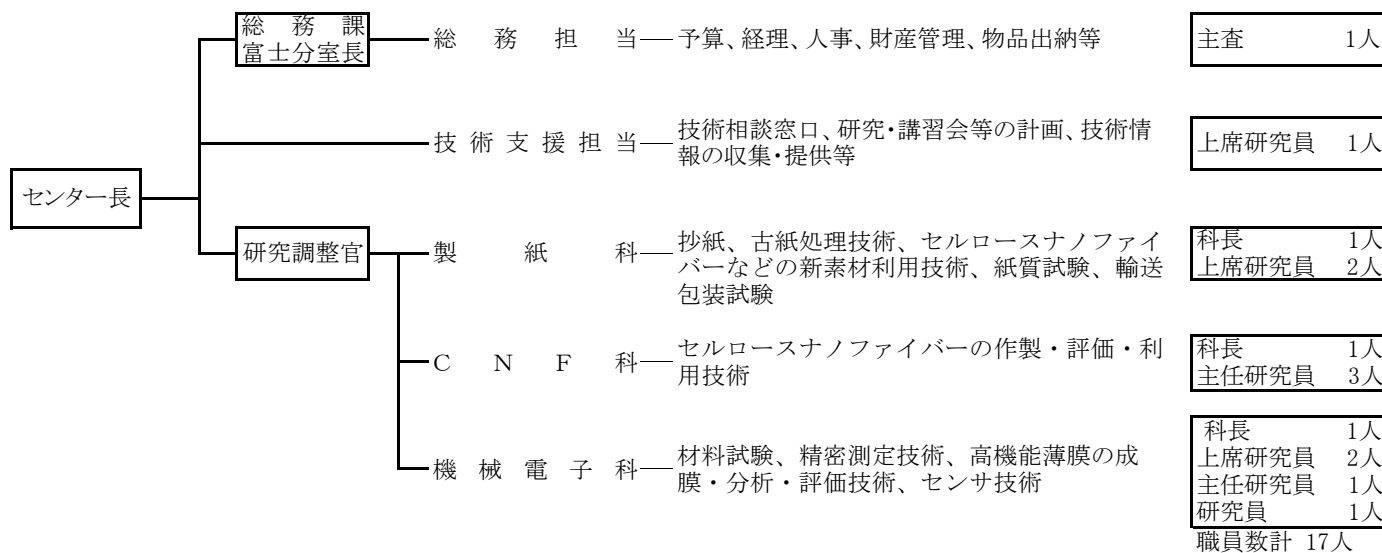 総務課
富士分室長
総務担当
予算、経理、人事、財産管理、物品出納等
主査 1人
技術支援担当
技術相談窓口、研究・講習会等の計画、技術情
報の収集・提供等
上席研究員 1人
センター長
研究調整官
製紙科
抄紙、古紙処理技術、セルロースナノファイ
バーなどの新素材利用技術、紙質試験、輸送
包装試験
科長 1人
上席研究員 2人
CNF科
セルロースナノファイバーの作製・評価・利
用技術
科長 1人
主任研究員 3人
機械電子科
材料試験、精密測定技術、高機能薄膜の成
膜・分析・評価技術、センサ技術
科長 1人
上席研究員 2人
主任研究員 1人
研究員 1人
職員数計 17人